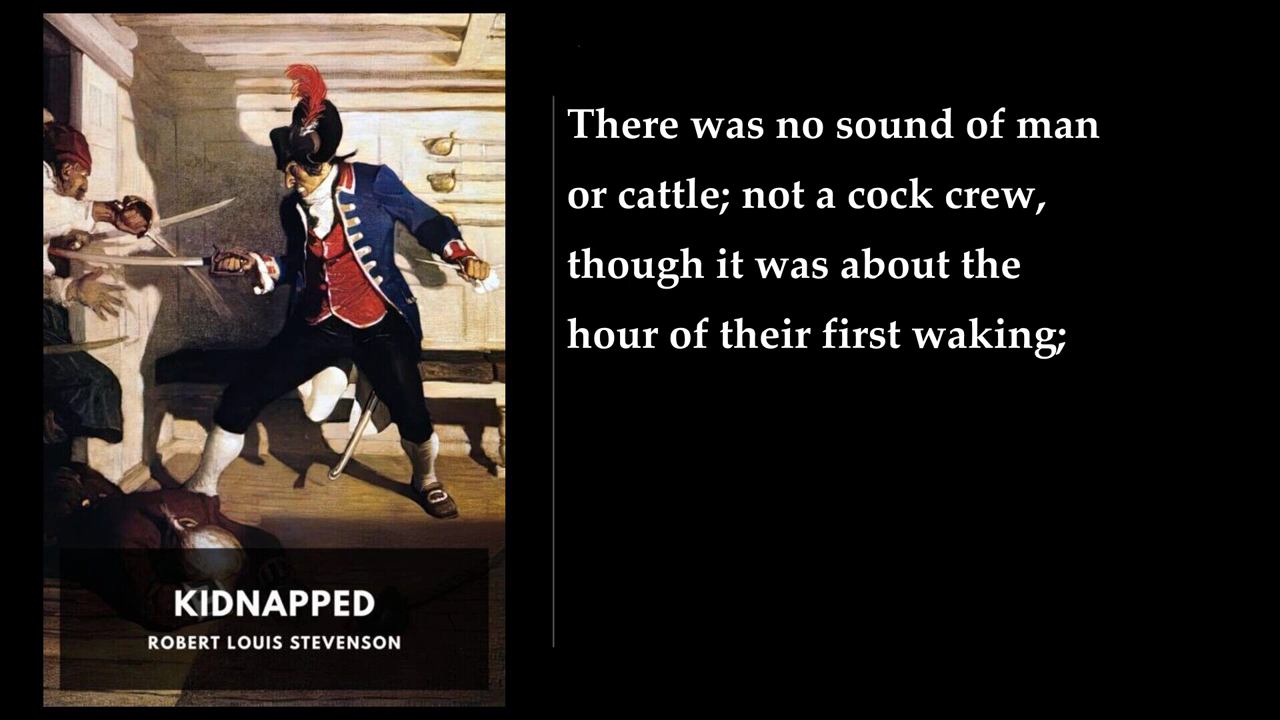 There was no sound of man
or cattle; not a cock crew,
though it was about the
hour of their first waking;
KIDNAPPED
ROBERT LOUIS STEVENSON